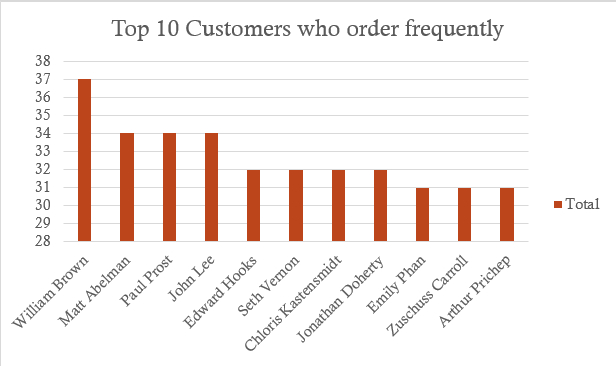 Top 10 Customers who order frequently
38
37
36
35
34
33
32
31
30
29
28
William Brown
Matt Abelman
Paul Prost
John Lee
Edward Hooks
Seth Vernon
Chloris Kastensmidt
Jonathan Doherty
Emily Phan
Zuschuss Carroll
Arthur Prichep
Total